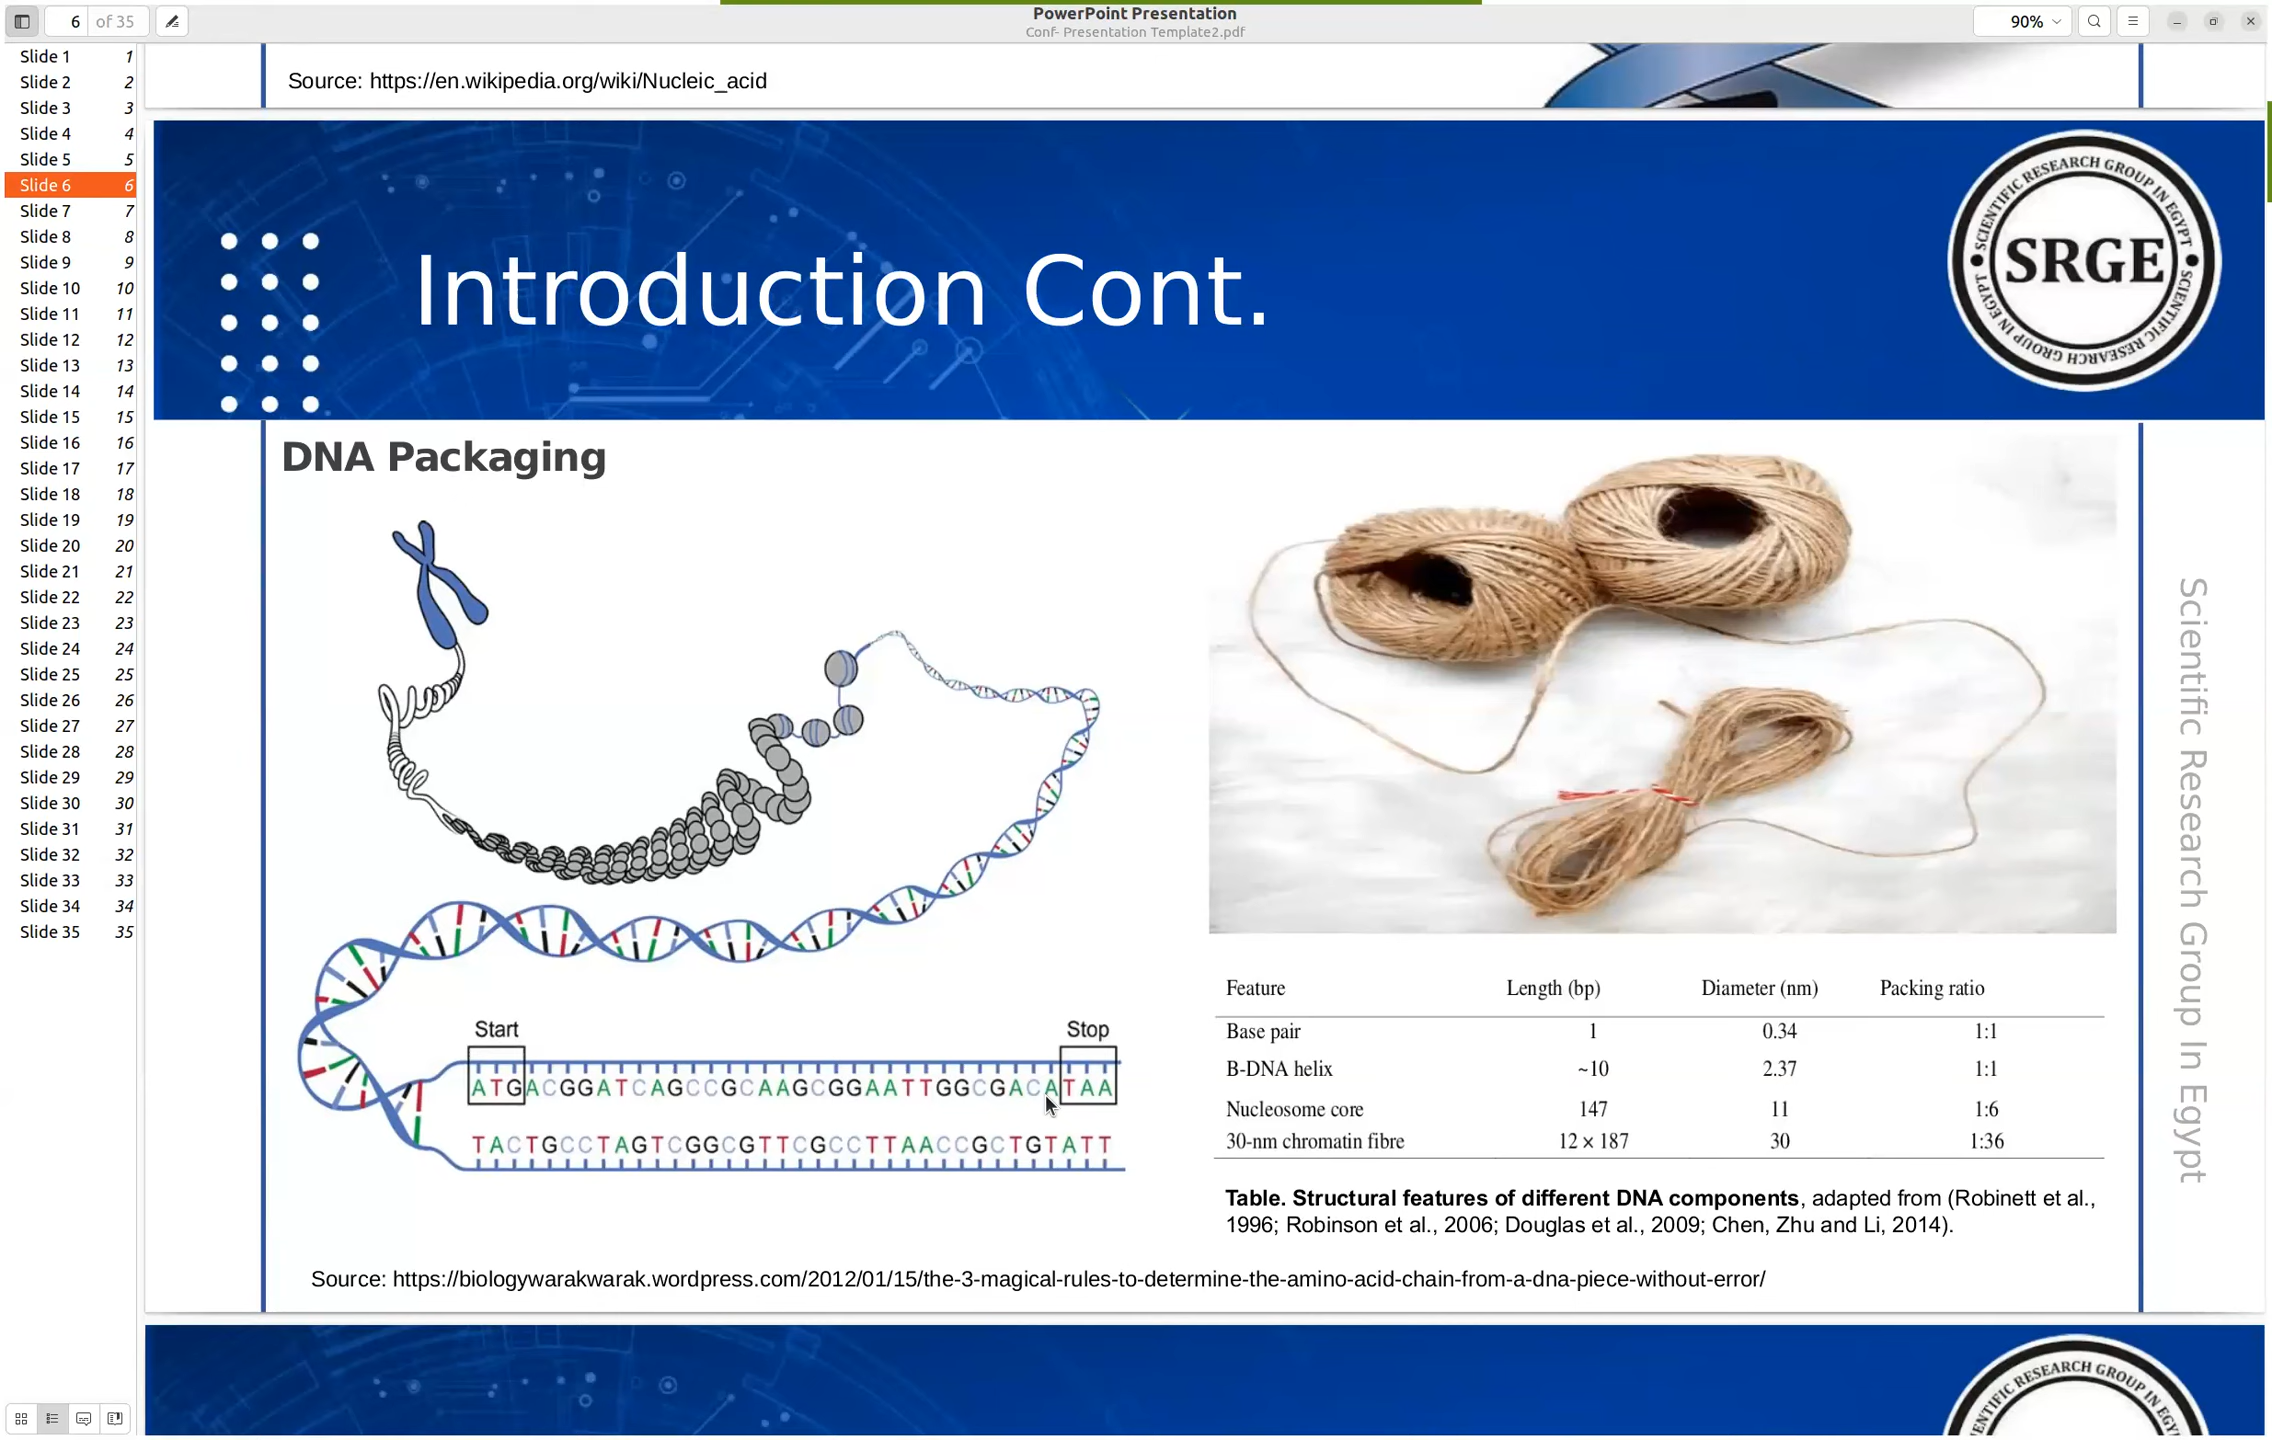 6 of 35
PowerPoint Presentation
Conf- Presentation Template2.pdf
90%
Slide 1 1
Slide 2 2
Slide 3 3
Slide 4 4
Slide 5 5
Slide 6 6
Slide 7 7
Slide 8 8
Slide 9 9
Slide 10 10
Slide 11 11
Slide 12 12
Slide 13 13
Slide 14 14
Slide 15 15
Slide 16 16
Slide 17 17
Slide 18 18
Slide 19 19
Slide 20 20
Slide 21 21
Slide 22 22
Slide 23 23
Slide 24 24
Slide 25 25
Slide 26 26
Slide 27 27
Slide 28 28
Slide 29 29
Slide 30 30
Slide 31 31
Slide 32 32
Slide 33 33
Slide 34 34
Slide 35 35
Source: https://en.wikipedia.org/wiki/Nucleic_acid
Introduction Cont.
SCIENTIFIC RESEARCH GROUP IN EGYPT
SRGE
SCIENTIFIC RESEARCH GROUP IN EGYPT
DNA Packaging
Start
Stop
ATGACGGATCAGCCGCAAGCGGAATTGGCGACATAA
TACTGCCTAGTCGGCGTTCGCCTTAACCGCTGTATT
Feature Length (bp) Diameter (nm) Packing ratio
Base pair 1 0.34 1:1
B-DNA helix ~10 2.37 1:1
Nucleosome core 147 11 1:6
30-nm chromatin fibre 12 × 187 30 1:36
Table. Structural features of different DNA components, adapted from (Robinett et al.,
1996; Robinson et al., 2006; Douglas et al., 2009; Chen, Zhu and Li, 2014).
Source: https://biologywarakwarak.wordpress.com/2012/01/15/the-3-magical-rules-to-determine-the-amino-acid-chain-from-a-dna-piece-without-error/
Scientific Research Group In Egypt
RESEARCH GROUP IN